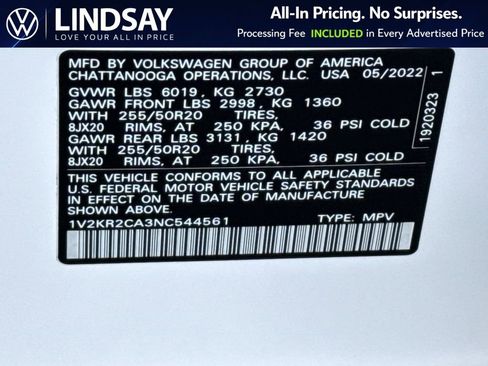 LINDSAY
LOVE YOUR ALL IN PRICE
All-In Pricing. No Surprises.
Processing Fee INCLUDED in Every Advertised Price
MFD BY VOLKSWAGEN GROUP OF AMERICA
CHATTANOOGA OPERATIONS, LLC. USA 05/2022
GVWR LBS 6019, KG 2730
GAWR FRONT LBS 2998, KG 1360
WITH 255/50R20 TIRES,
8JX20 RIMS, AT 250 KPA, 36 PSI COLD
GAWR REAR LBS 3131, KG 1420
WITH 255/50R20 TIRES,
8JX20 RIMS, AT 250 KPA, 36 PSI COLD
THIS VEHICLE CONFORMS TO ALL APPLICABLE
U.S. FEDERAL MOTOR VEHICLE SAFETY STANDARDS
IN EFFECT ON THE DATE OF MANUFACTURE
SHOWN ABOVE.
1V2KR2CA3NC544561 TYPE: MPV
1920323 1